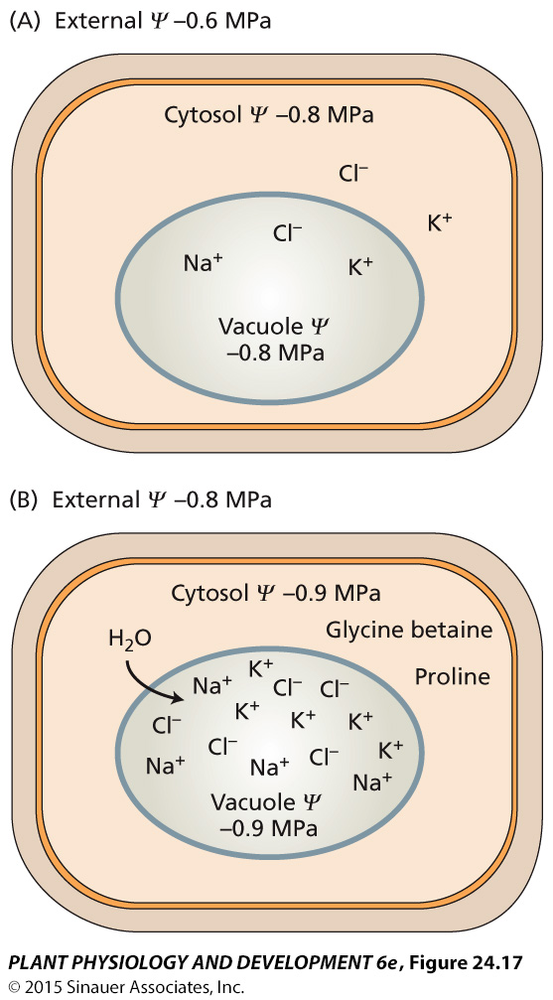 (A) External Ψ –0.6 MPa
Cytosol Ψ –0.8 MPa
Cl⁻
K⁺
Cl⁻
Na⁺
K⁺
Vacuole Ψ
–0.8 MPa
(B) External Ψ –0.8 MPa
Cytosol Ψ –0.9 MPa
Glycine betaine
H₂O
Proline
K⁺
Na⁺
Cl⁻
Cl⁻
K⁺
K⁺
K⁺
Cl⁻
Cl⁻
K⁺
Cl⁻
Na⁺
Na⁺
Na⁺
Vacuole Ψ
–0.9 MPa
PLANT PHYSIOLOGY AND DEVELOPMENT 6e, Figure 24.17
© 2015 Sinauer Associates, Inc.